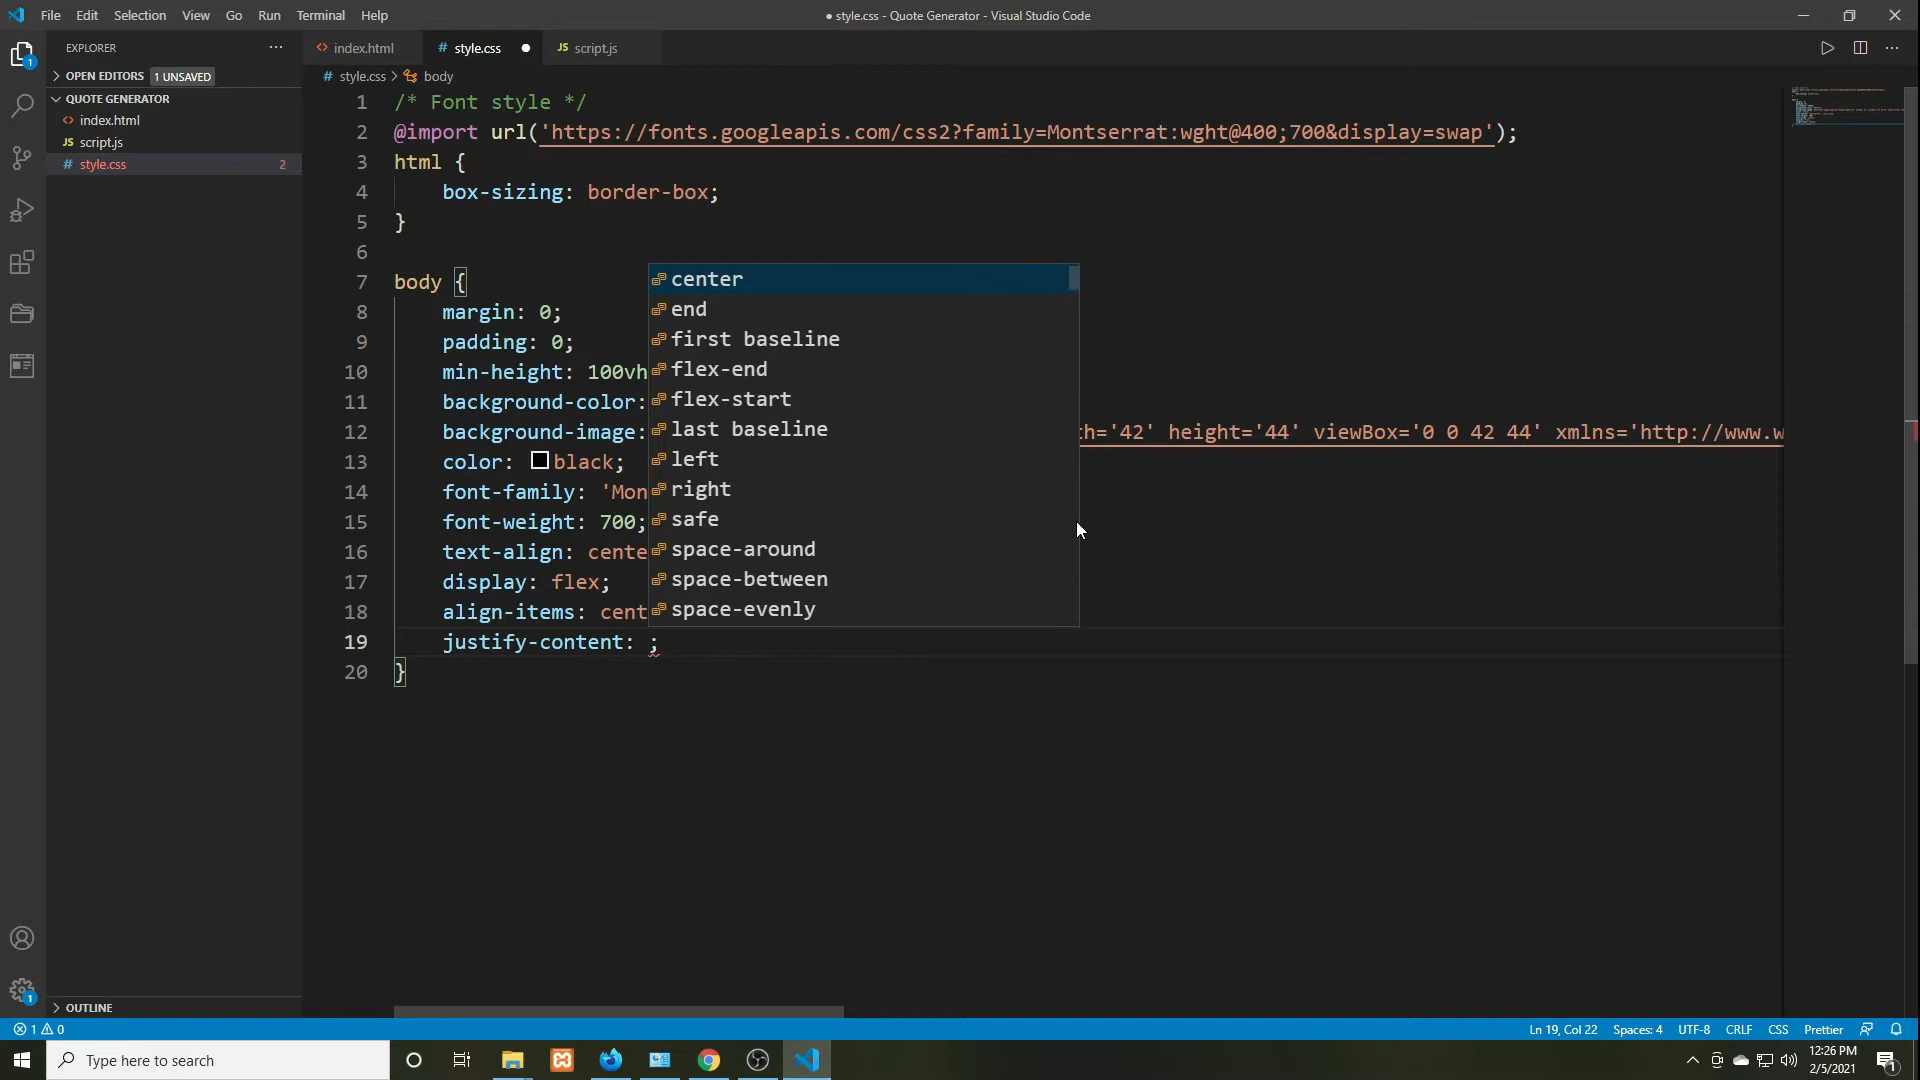 File Edit Selection View Go Run Terminal Help
● style.css - Quote Generator - Visual Studio Code
EXPLORER
OPEN EDITORS 1 UNSAVED
QUOTE GENERATOR
index.html
JS script.js
# style.css 2
OUTLINE
index.html # style.css JS script.js
# style.css > body
1 /* Font style */
2 @import url('https://fonts.googleapis.com/css2?family=Montserrat:wght@400;700&display=swap');
3 html {
4 box-sizing: border-box;
5 }
6
7 body {
8 margin: 0;
9 padding: 0;
10 min-height: 100vh
11 background-color:
12 background-image: th='42' height='44' viewBox='0 0 42 44' xmlns='http://www.w
13 color: black;
14 font-family: 'Mon
15 font-weight: 700;
16 text-align: cente
17 display: flex;
18 align-items: cent
19 justify-content: ;
20 }
center
end
first baseline
flex-end
flex-start
last baseline
left
right
safe
space-around
space-between
space-evenly
1 0
Ln 19, Col 22 Spaces: 4 UTF-8 CRLF CSS Prettier
Type here to search
12:26 PM
2/5/2021